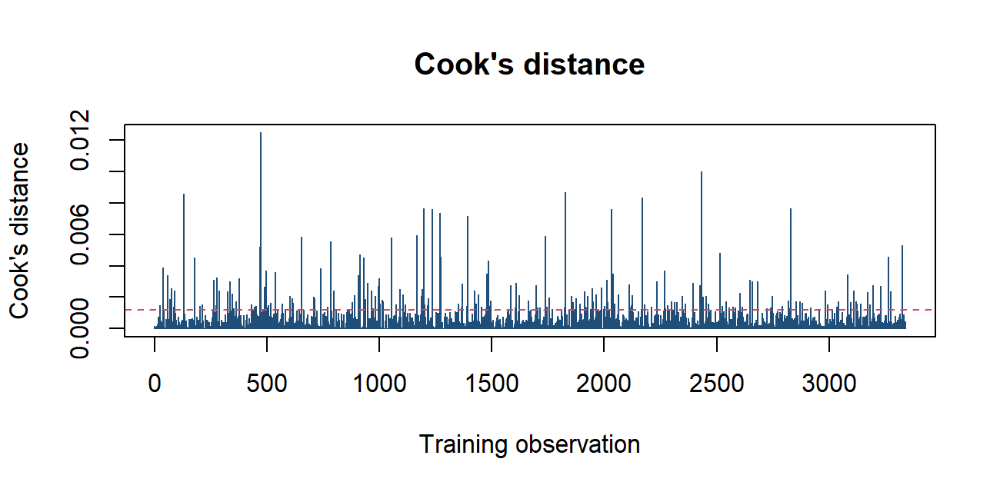 Cook's distance
Cook's distance
0.012
0.006
0.000
0 500 1000 1500 2000 2500 3000
Training observation